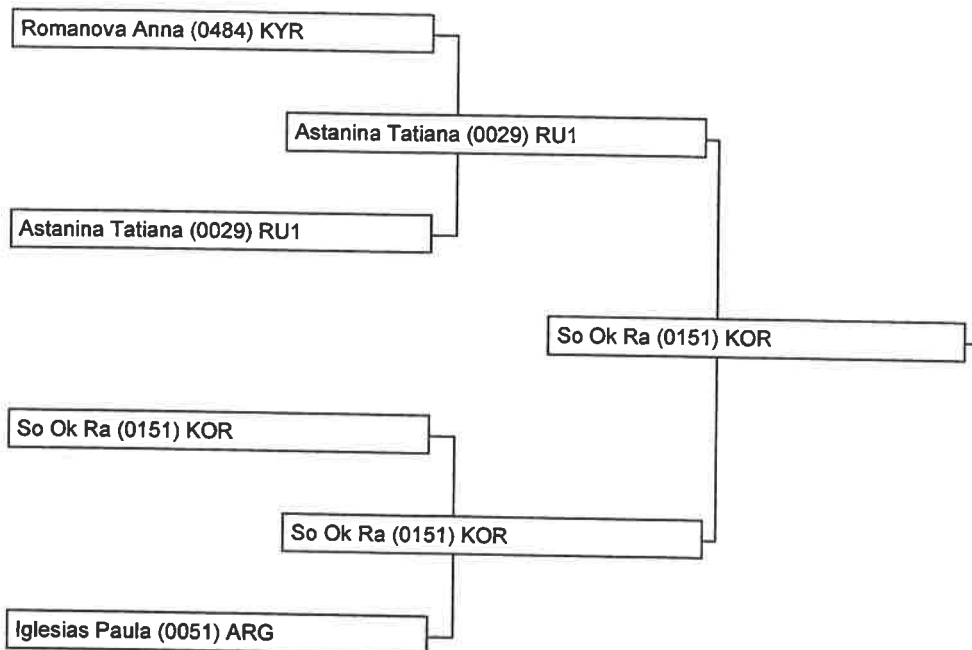 Romanova Anna (0484) KYR
Astanina Tatiana (0029) RU1
Astanina Tatiana (0029) RU1
So Ok Ra (0151) KOR
So Ok Ra (0151) KOR
So Ok Ra (0151) KOR
Iglesias Paula (0051) ARG